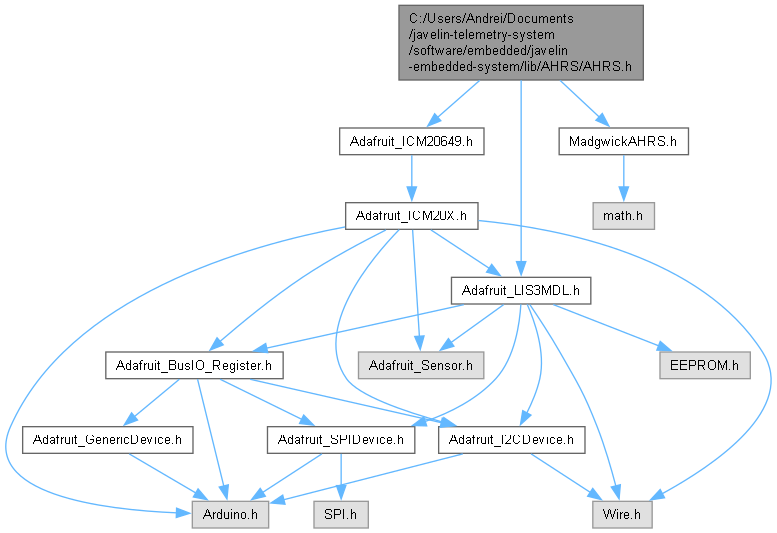 C:/Users/Andrei/Documents
/javelin-telemetry-system
/software/embedded/javelin
-embedded-system/lib/AHRS/AHRS.h
Adafruit_ICM20649.h
MadgwickAHRS.h
Adafruit_ICM20X.h
math.h
Adafruit_LIS3MDL.h
Adafruit_BusIO_Register.h
Adafruit_Sensor.h
EEPROM.h
Adafruit_GenericDevice.h
Adafruit_SPIDevice.h
Adafruit_I2CDevice.h
Arduino.h
SPI.h
Wire.h